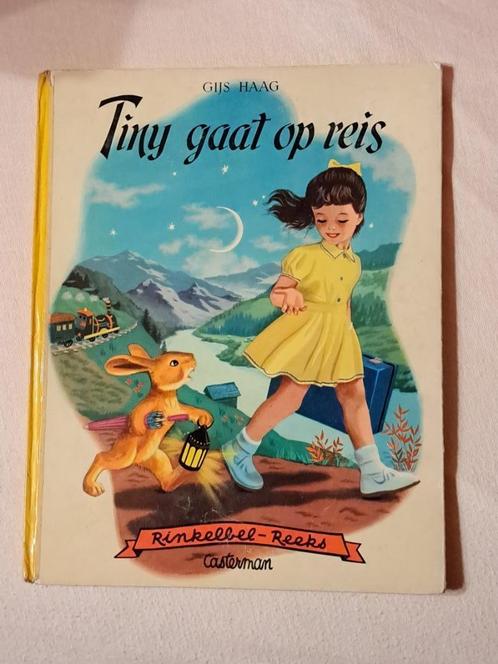 GIJS HAAG
Tiny gaat op reis
Rinkelbel-Reeks
Casterman